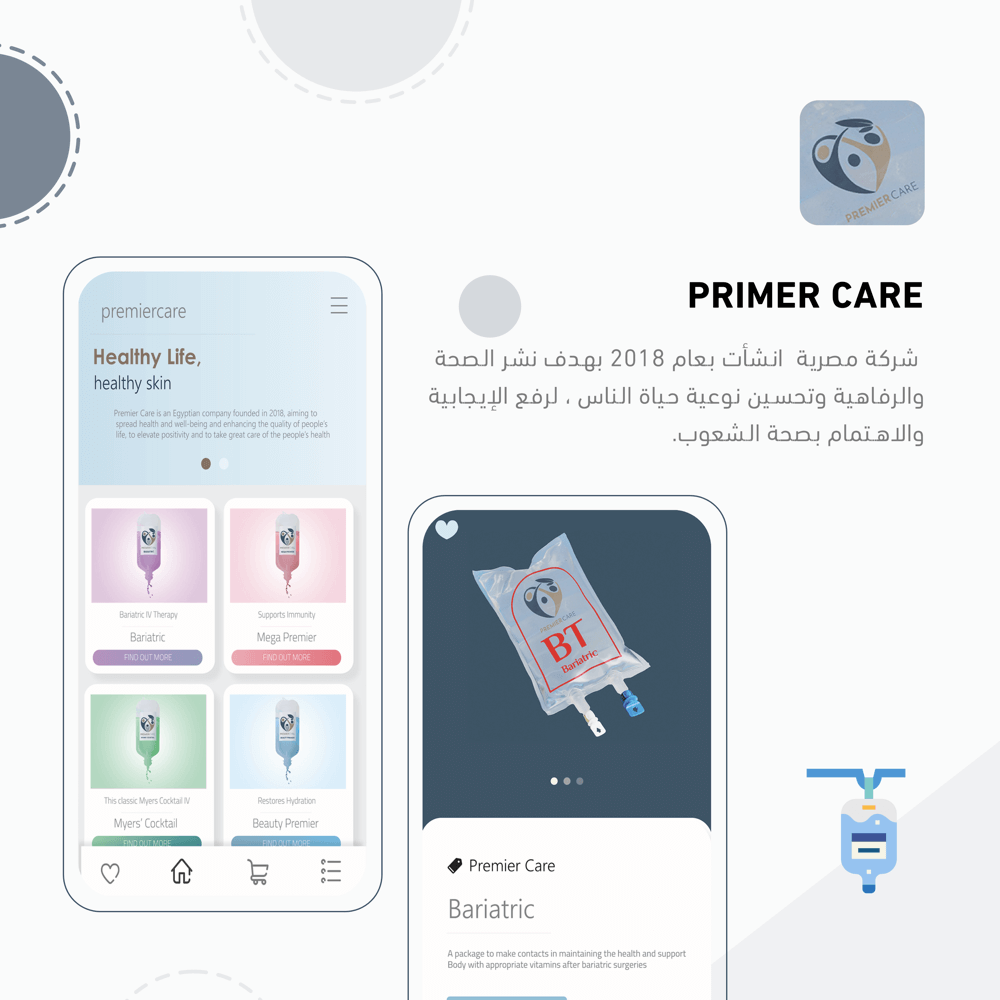 PREMIERCARE
PRIMER CARE
شركة مصرية انشأت بعام 2018 بهدف نشر الصحة
والرفاهية وتحسين نوعية حياة الناس ، لرفع الإيجابية
والاهتمام بصحة الشعوب.
premiercare
Healthy Life,
healthy skin
Premier Care is an Egyptian company founded in 2018, aiming to
spread health and well-being and enhancing the quality of people's
life, to elevate positivity and to take great care of the people's health
Bariatric IV Therapy
Bariatric
FIND OUT MORE
Supports Immunity
Mega Premier
FIND OUT MORE
This classic Myers Cocktail IV
Myers' Cocktail
FIND OUT MORE
Restores Hydration
Beauty Premier
FIND OUT MORE
PREMIERCARE
BT
Bariatric
Premier Care
Bariatric
A package to make contacts in maintaining the health and support
Body with appropriate vitamins after bariatric surgeries